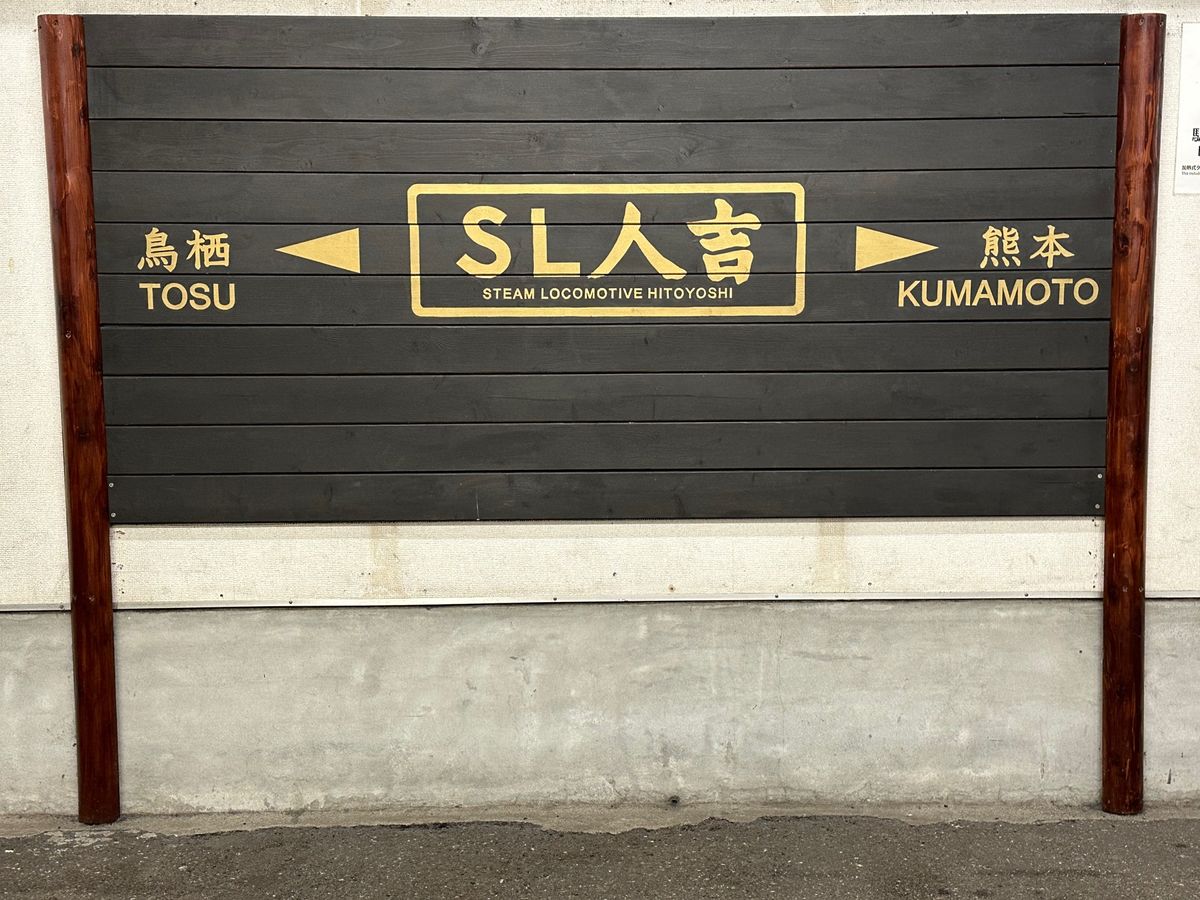 鳥栖
TOSU
SL人吉
STEAM LOCOMOTIVE HITOYOSHI
熊本
KUMAMOTO